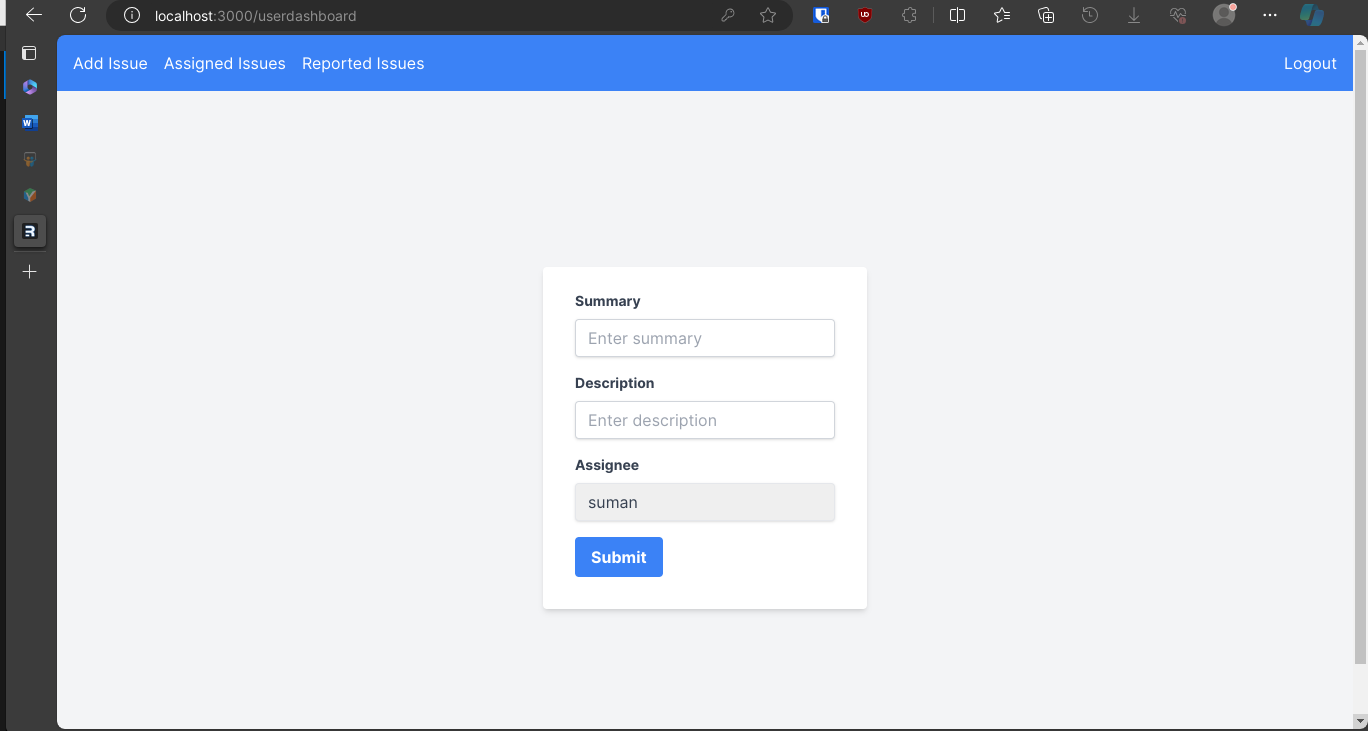 localhost:3000/userdashboard
Add Issue Assigned Issues Reported Issues Logout
Summary
Enter summary
Description
Enter description
Assignee
suman
Submit